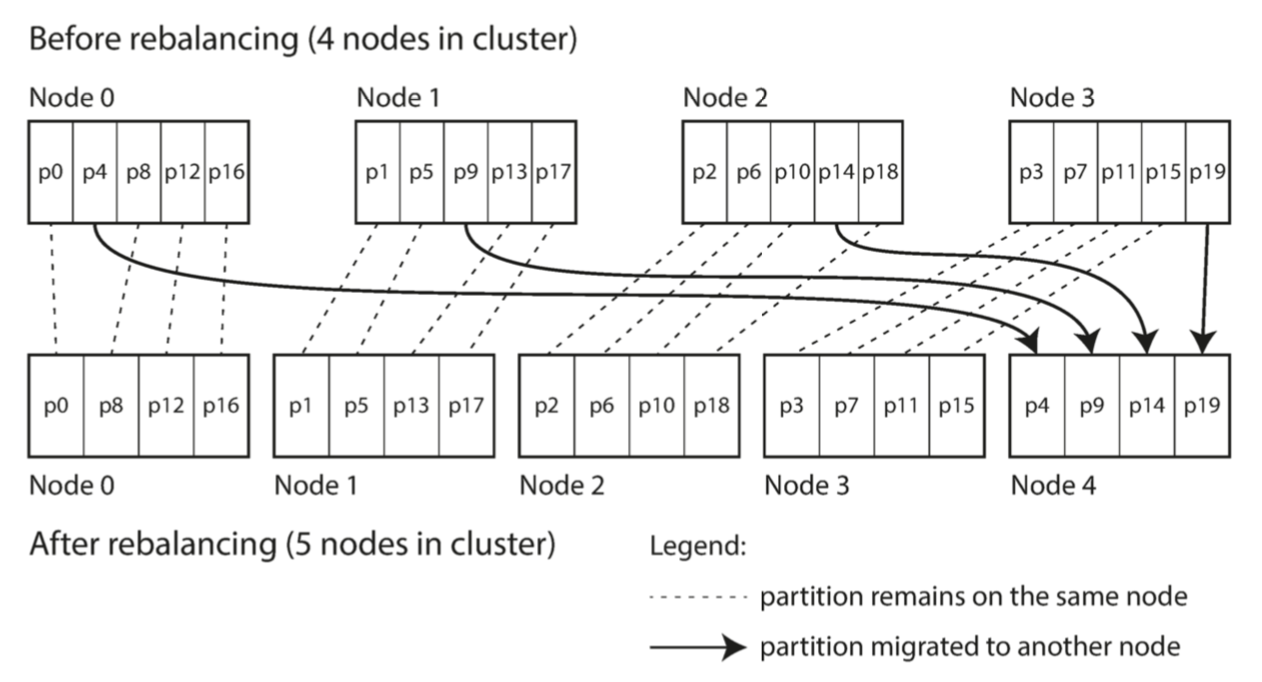 Before rebalancing (4 nodes in cluster)
Node 0 Node 1 Node 2 Node 3
p0 p4 p8 p12 p16 p1 p5 p9 p13 p17 p2 p6 p10 p14 p18 p3 p7 p11 p15 p19
p0 p8 p12 p16 p1 p5 p13 p17 p2 p6 p10 p18 p3 p7 p11 p15 p4 p9 p14 p19
Node 0 Node 1 Node 2 Node 3 Node 4
After rebalancing (5 nodes in cluster)
Legend:
partition remains on the same node
partition migrated to another node